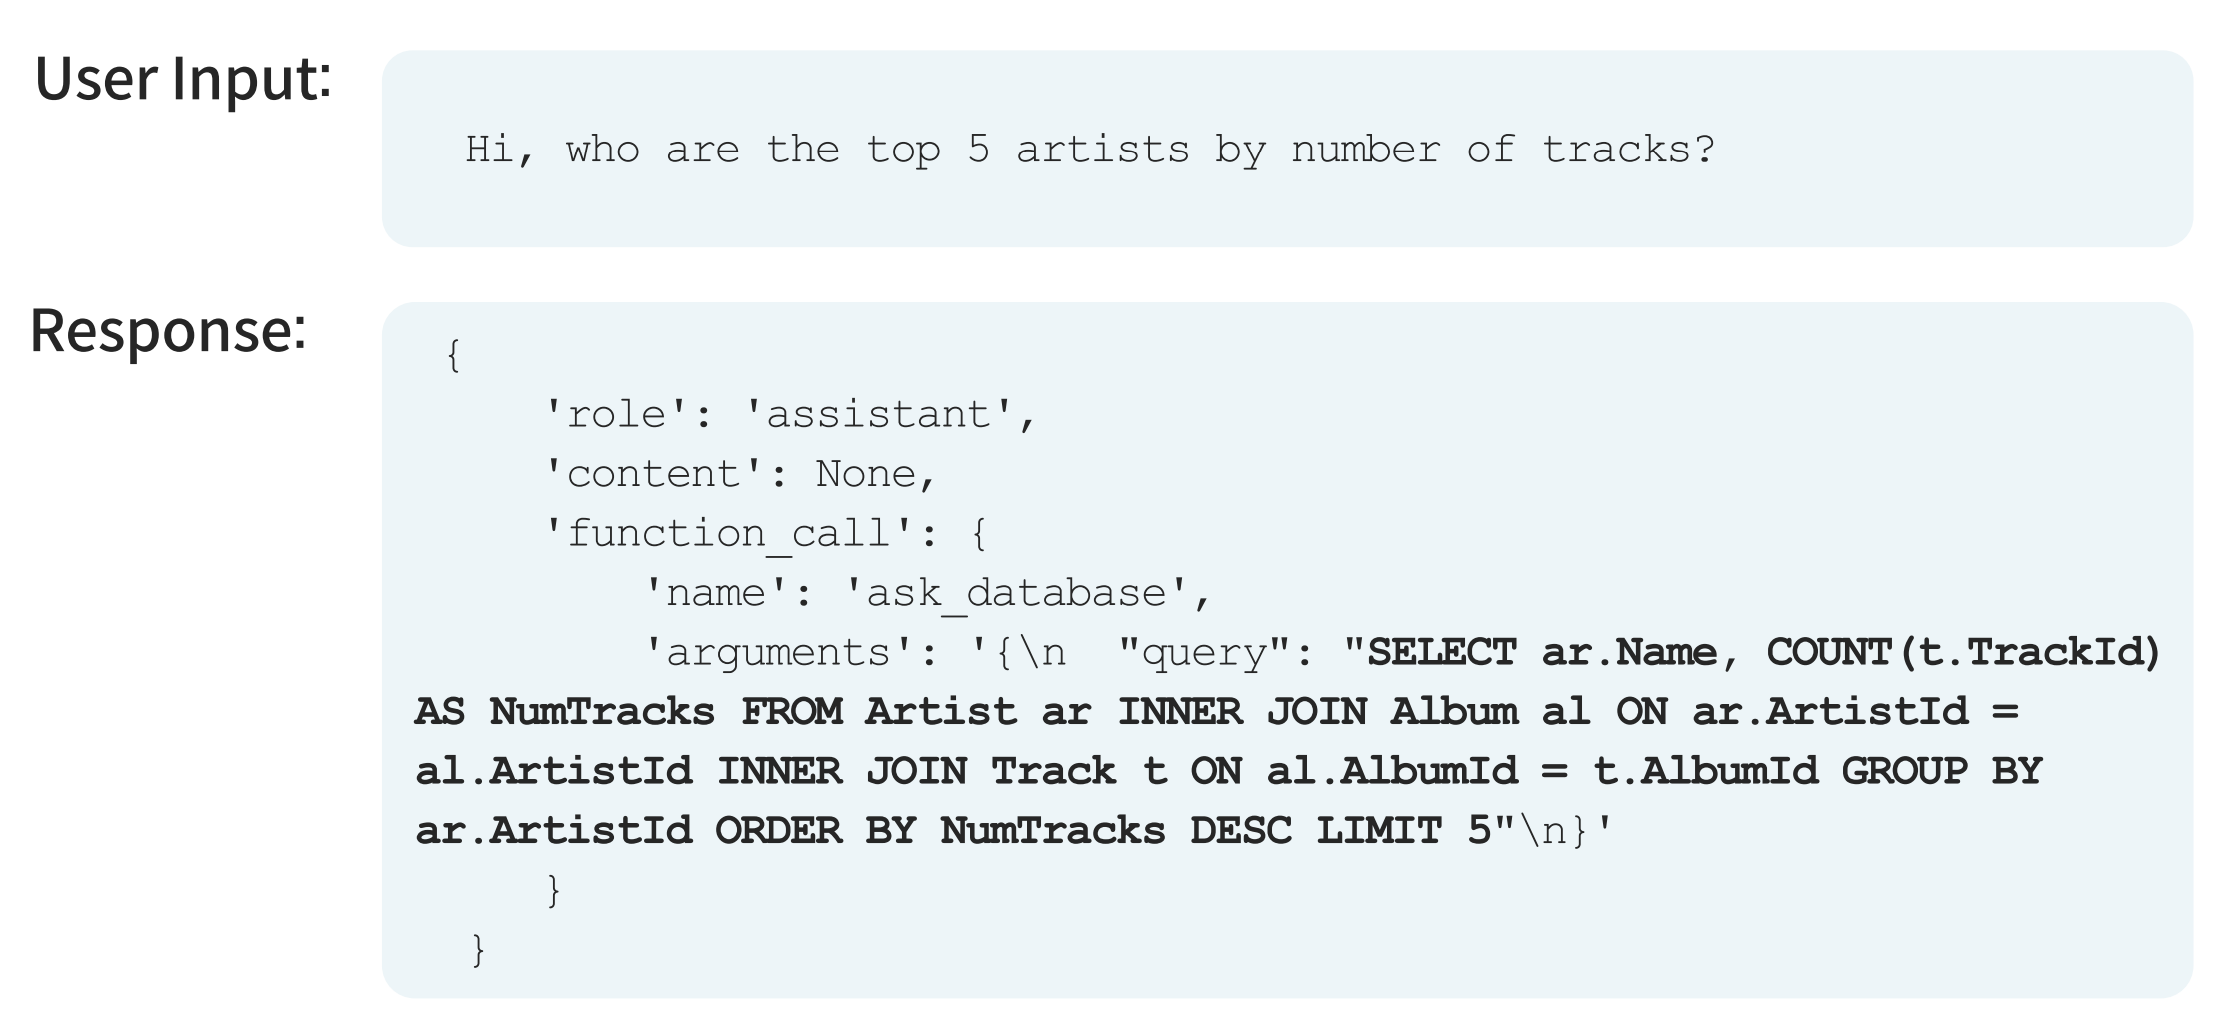 User Input:
Hi, who are the top 5 artists by number of tracks?
Response:
{
'role': 'assistant',
'content': None,
'function_call': {
'name': 'ask_database',
'arguments': '{\n  "query": "SELECT ar.Name, COUNT(t.TrackId)
AS NumTracks FROM Artist ar INNER JOIN Album al ON ar.ArtistId =
al.ArtistId INNER JOIN Track t ON al.AlbumId = t.AlbumId GROUP BY
ar.ArtistId ORDER BY NumTracks DESC LIMIT 5"\n}'
}
}